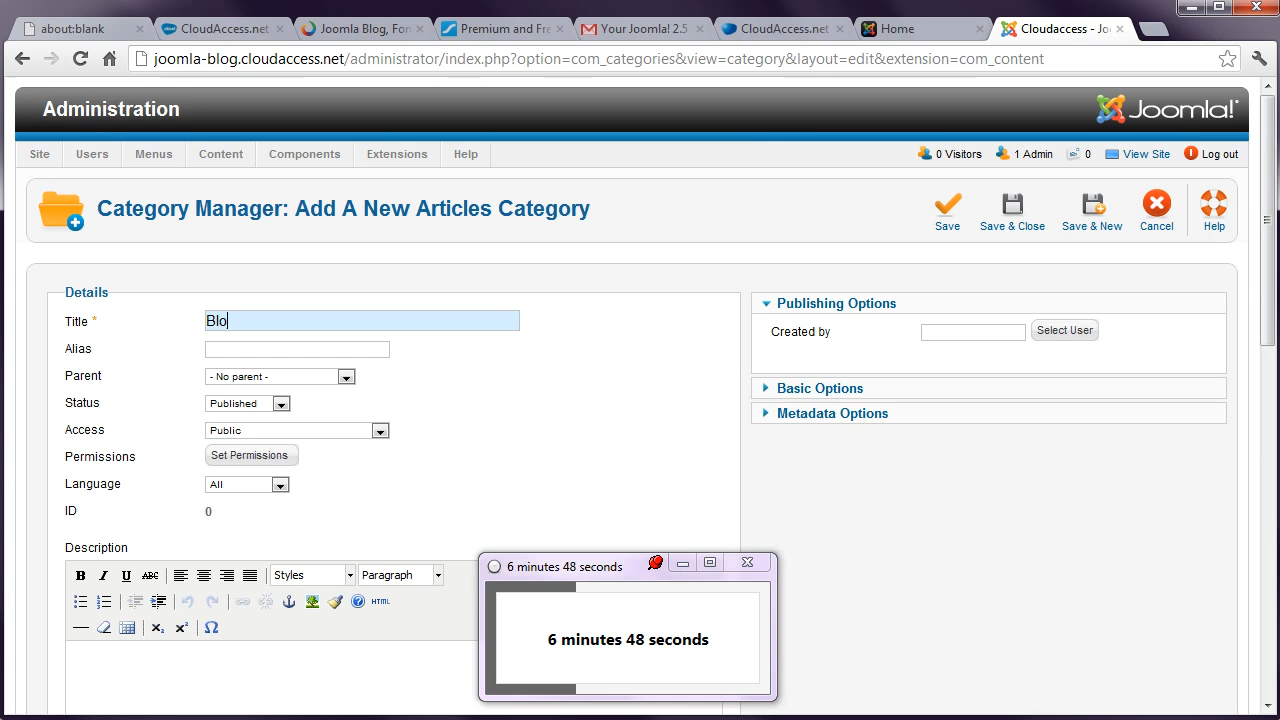 about:blank
CloudAccess.net
Joomla Blog, For
Premium and Fre
Your Joomla! 2.5
CloudAccess.net
Home
Cloudaccess - Jo
joomla-blog.cloudaccess.net/administrator/index.php?option=com_categories&view=category&layout=edit&extension=com_content
Administration
Joomla!
Site Users Menus Content Components Extensions Help
0 Visitors 1 Admin 0 View Site Log out
Category Manager: Add A New Articles Category
Save Save & Close Save & New Cancel Help
Details
Title *
Blo
Alias
Parent
- No parent -
Status
Published
Access
Public
Permissions
Set Permissions
Language
All
ID
0
Description
B I U ABC
Styles
Paragraph
HTML
Publishing Options
Created by
Select User
Basic Options
Metadata Options
6 minutes 48 seconds
6 minutes 48 seconds